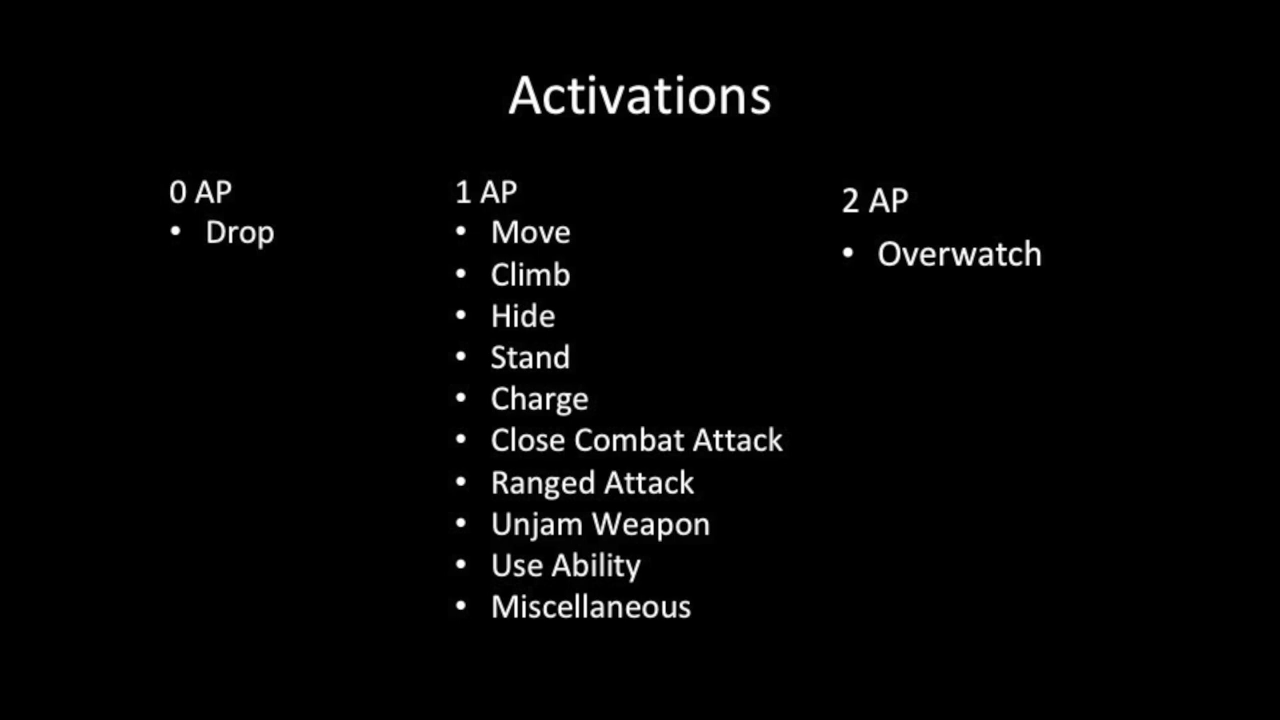 Activations
0 AP
• Drop
1 AP
• Move
• Climb
• Hide
• Stand
• Charge
• Close Combat Attack
• Ranged Attack
• Unjam Weapon
• Use Ability
• Miscellaneous
2 AP
• Overwatch